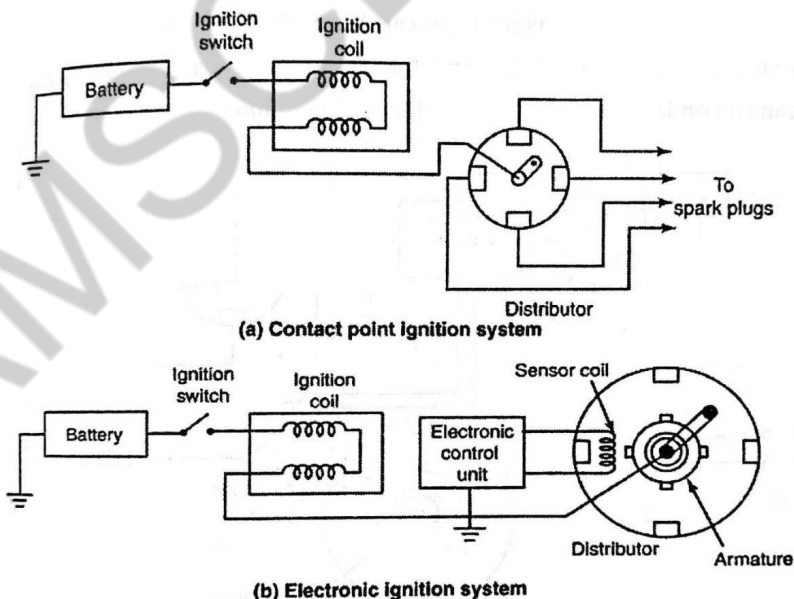 Ignition
switch
Ignition
coil
Battery
To
spark plugs
Distributor
(a) Contact point ignition system
Ignition
switch
Ignition
coil
Sensor coil
Battery
Electronic
control
unit
Distributor
Armature
(b) Electronic ignition system